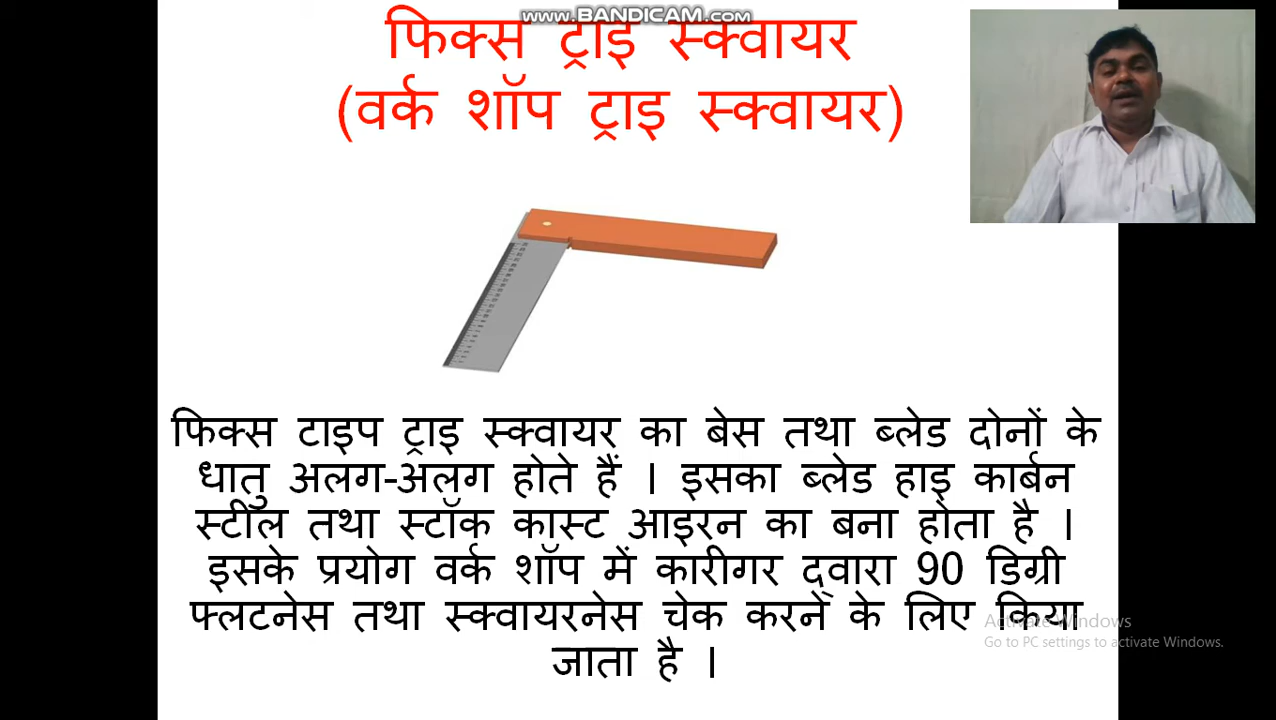 www.BANDICAM.com
फिक्स ट्राइ स्क्वायर
(वर्क शॉप ट्राइ स्क्वायर)
फिक्स टाइप ट्राइ स्क्वायर का बेस तथा ब्लेड दोनों के
धातु अलग-अलग होते हैं । इसका ब्लेड हाइ कार्बन
स्टील तथा स्टॉक कास्ट आइरन का बना होता है ।
इसके प्रयोग वर्क शॉप में कारीगर द्वारा 90 डिग्री
फ्लटनेस तथा स्क्वायरनेस चेक करने के लिए किया
जाता है ।
Activate Windows
Go to PC settings to activate Windows.